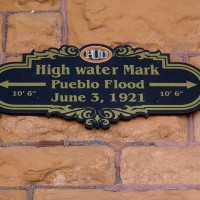 High water Mark
Pueblo Flood
10' 6" 10' 6"
June 3, 1921